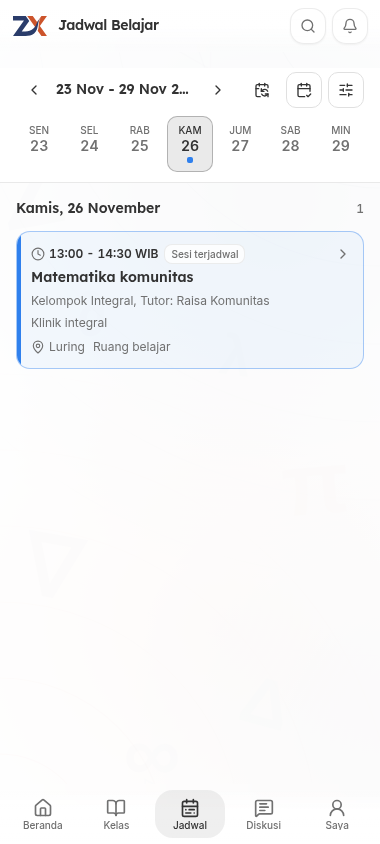 ZX Jadwal Belajar
23 Nov - 29 Nov 2...
SEN SEL RAB KAM JUM SAB MIN
23 24 25 26 27 28 29
Kamis, 26 November 1
13:00 - 14:30 WIB Sesi terjadwal
Matematika komunitas
Kelompok Integral, Tutor: Raisa Komunitas
Klinik integral
Luring Ruang belajar
Beranda Kelas Jadwal Diskusi Saya